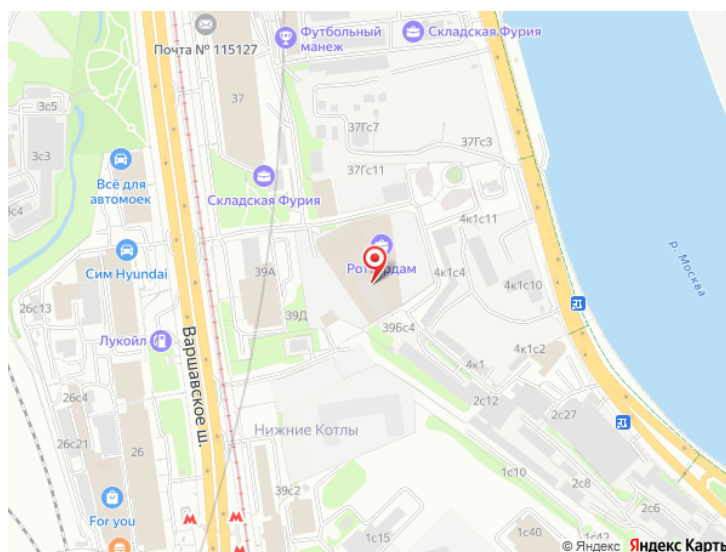 Почта № 115127
Футбольный
манеж
Складская Фурия
3с5
3с3
3с4
37
37Гс7
37Гс3
37Гс11
Всё для
автомоек
Складская Фурия
4к1с11
Сим Hyundai
39А
Роттердам
4к1с4
4к1с10
р. Москва
26с13
39Д
39Бс4
Лукойл
Варшавское ш.
4к1с2
4к1
2с12
2с27
26с4
26с21
26
Нижние Котлы
1с10
2с8
2с6
For you
39с2
1с15
1с40
1с42
© Яндекс Яндекс Карты